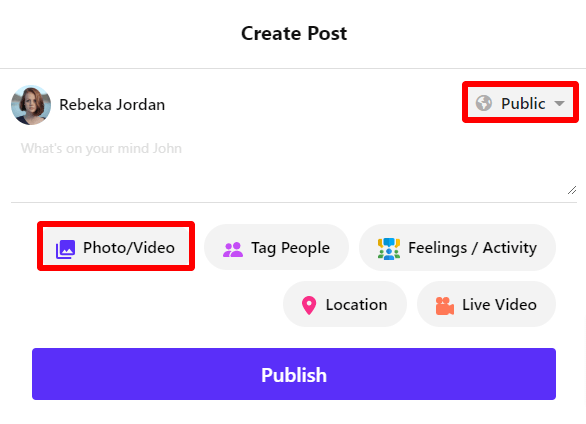 Create Post
Rebeka Jordan
Public
What's on your mind John
Photo/Video
Tag People
Feelings / Activity
Location
Live Video
Publish